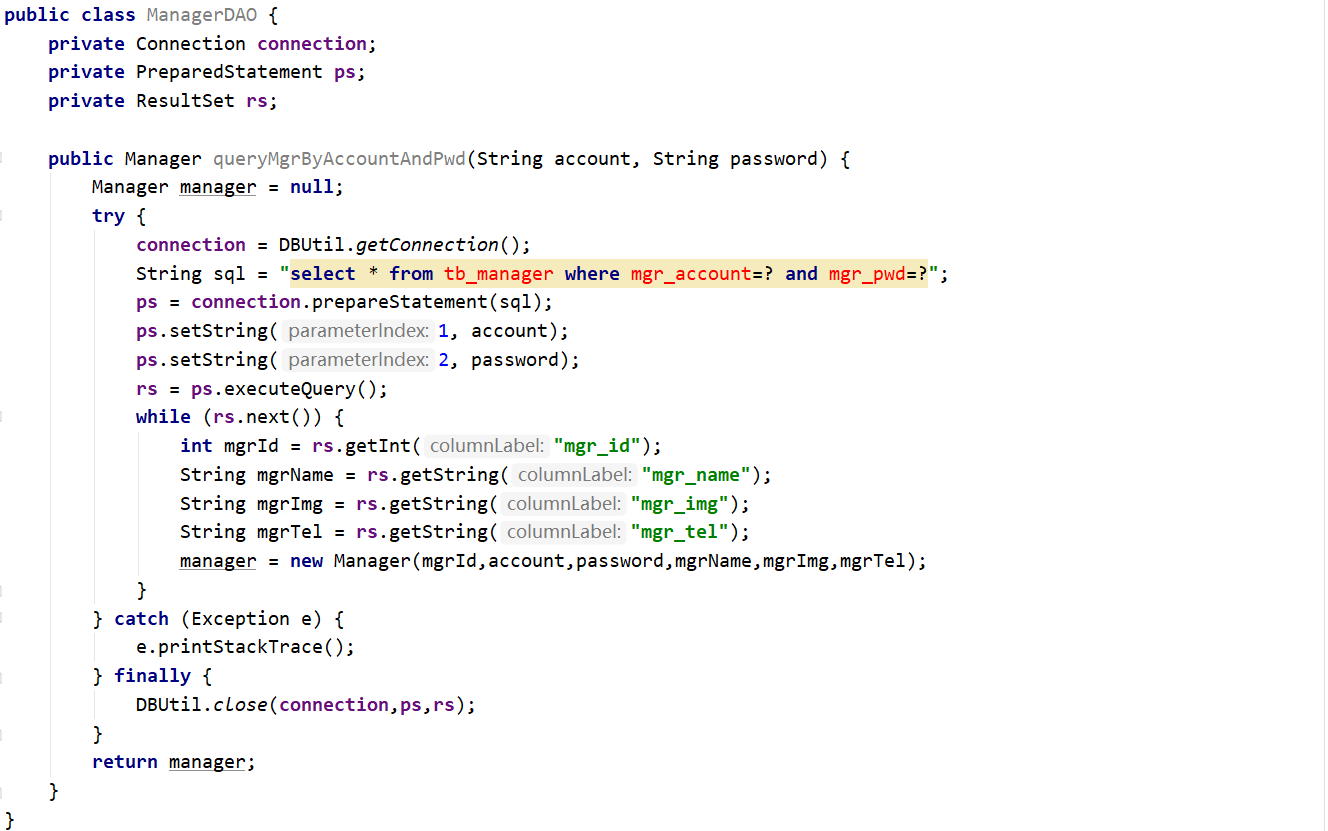 public class ManagerDAO {
    private Connection connection;
    private PreparedStatement ps;
    private ResultSet rs;
    public Manager queryMgrByAccountAndPwd(String account, String password) {
        Manager manager = null;
        try {
            connection = DBUtil.getConnection();
            String sql = "select * from tb_manager where mgr_account=? and mgr_pwd=?";
            ps = connection.prepareStatement(sql);
            ps.setString( parameterIndex: 1, account);
            ps.setString( parameterIndex: 2, password);
            rs = ps.executeQuery();
            while (rs.next()) {
                int mgrId = rs.getInt( columnLabel: "mgr_id");
                String mgrName = rs.getString( columnLabel: "mgr_name");
                String mgrImg = rs.getString( columnLabel: "mgr_img");
                String mgrTel = rs.getString( columnLabel: "mgr_tel");
                manager = new Manager(mgrId,account,password,mgrName,mgrImg,mgrTel);
            }
        } catch (Exception e) {
            e.printStackTrace();
        } finally {
            DBUtil.close(connection,ps,rs);
        }
        return manager;
    }
}